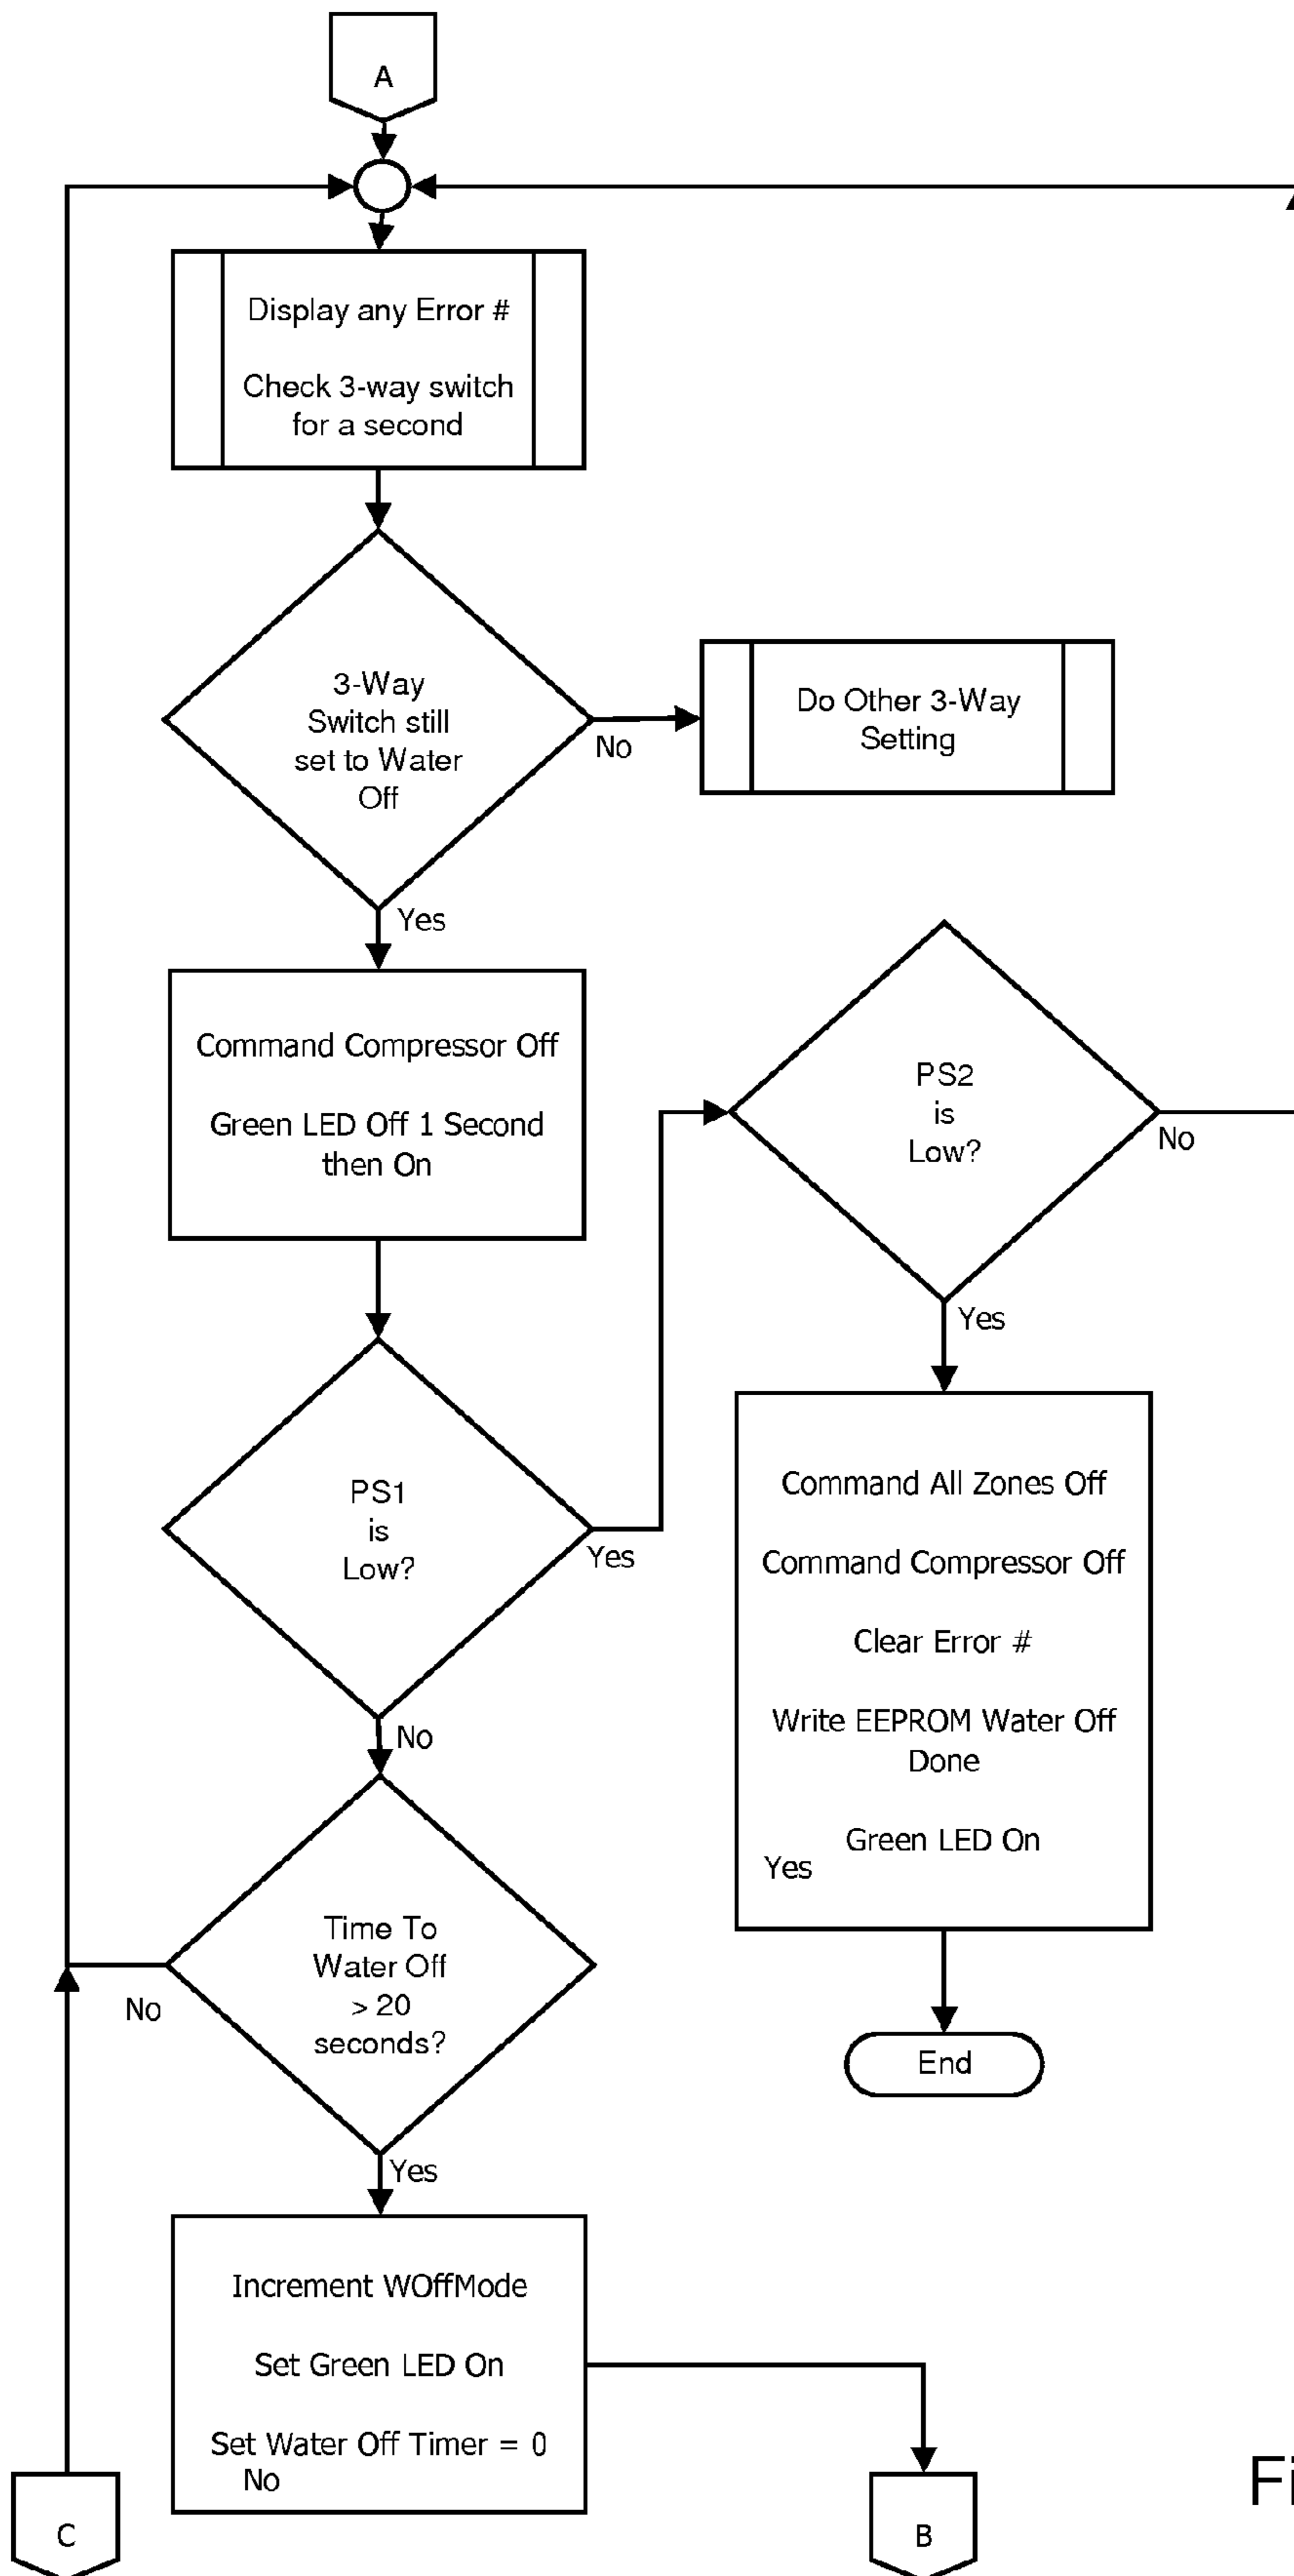 A
Display any Error #
Check 3-way switch
for a second
3-Way
Switch still
set to Water
Off
No
Do Other 3-Way
Setting
Yes
Command Compressor Off
Green LED Off 1 Second
then On
PS2
is
Low?
No
Yes
PS1
is
Low?
Yes
No
Command All Zones Off
Command Compressor Off
Clear Error #
Write EEPROM Water Off
Done
Green LED On
Yes
Time To
Water Off
> 20
seconds?
No
Yes
End
Increment WOffMode
Set Green LED On
Set Water Off Timer = 0
No
C
B
Fi